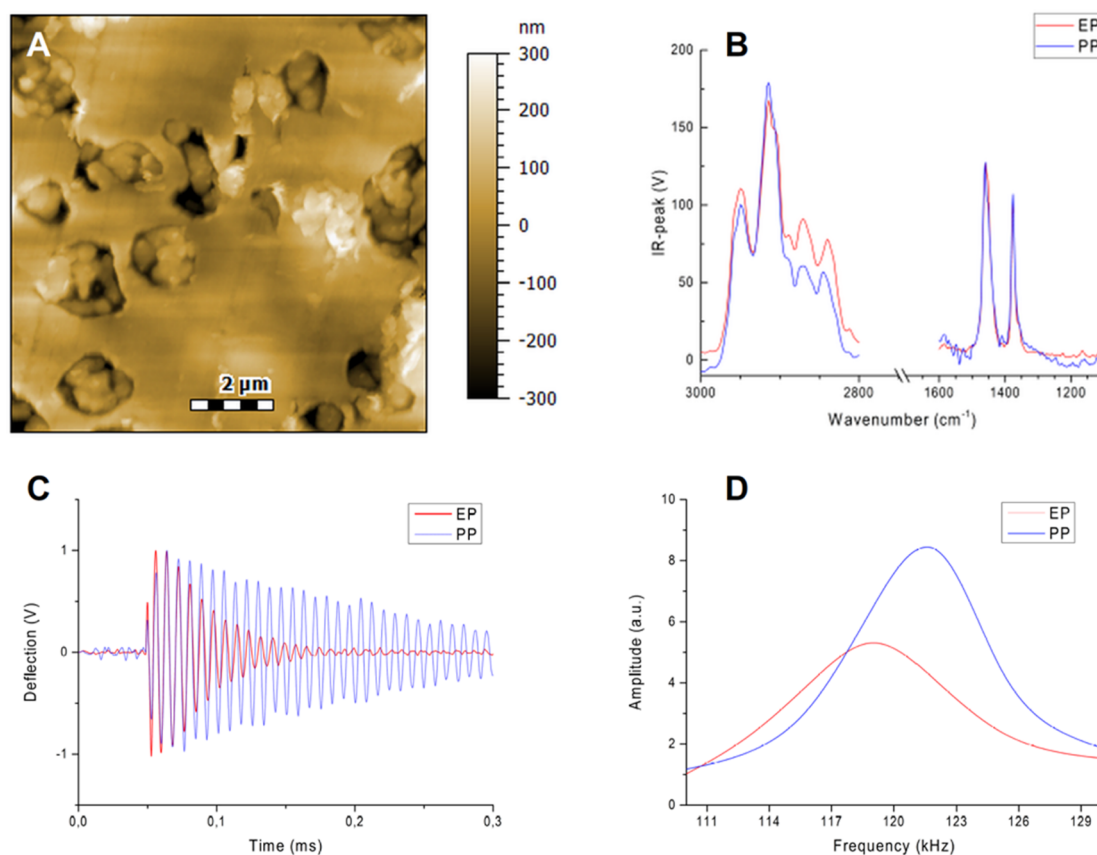 A
nm
300
200
100
0
-100
-200
-300
2 µm
B
EP
PP
200
150
100
50
0
IR-peak (V)
3000 2800 1600 1400 1200
Wavenumber (cm⁻¹)
C
EP
PP
1
0
-1
Deflection (V)
0,0 0,1 0,2 0,3
Time (ms)
D
EP
PP
10
8
6
4
2
0
Amplitude (a.u.)
111 114 117 120 123 126 129
Frequency (kHz)